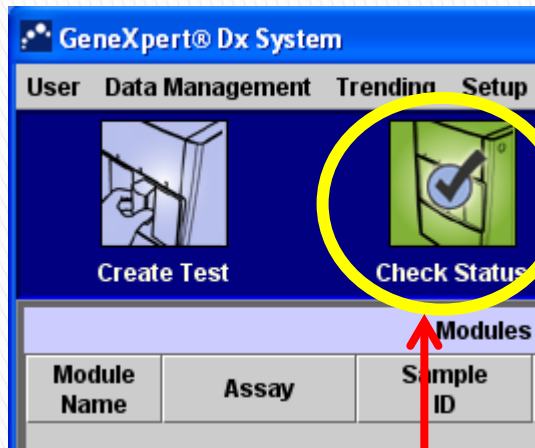 GeneXpert® Dx System
User Data Management Trending Setup
Create Test Check Status
Modules
Module Name Assay Sample ID